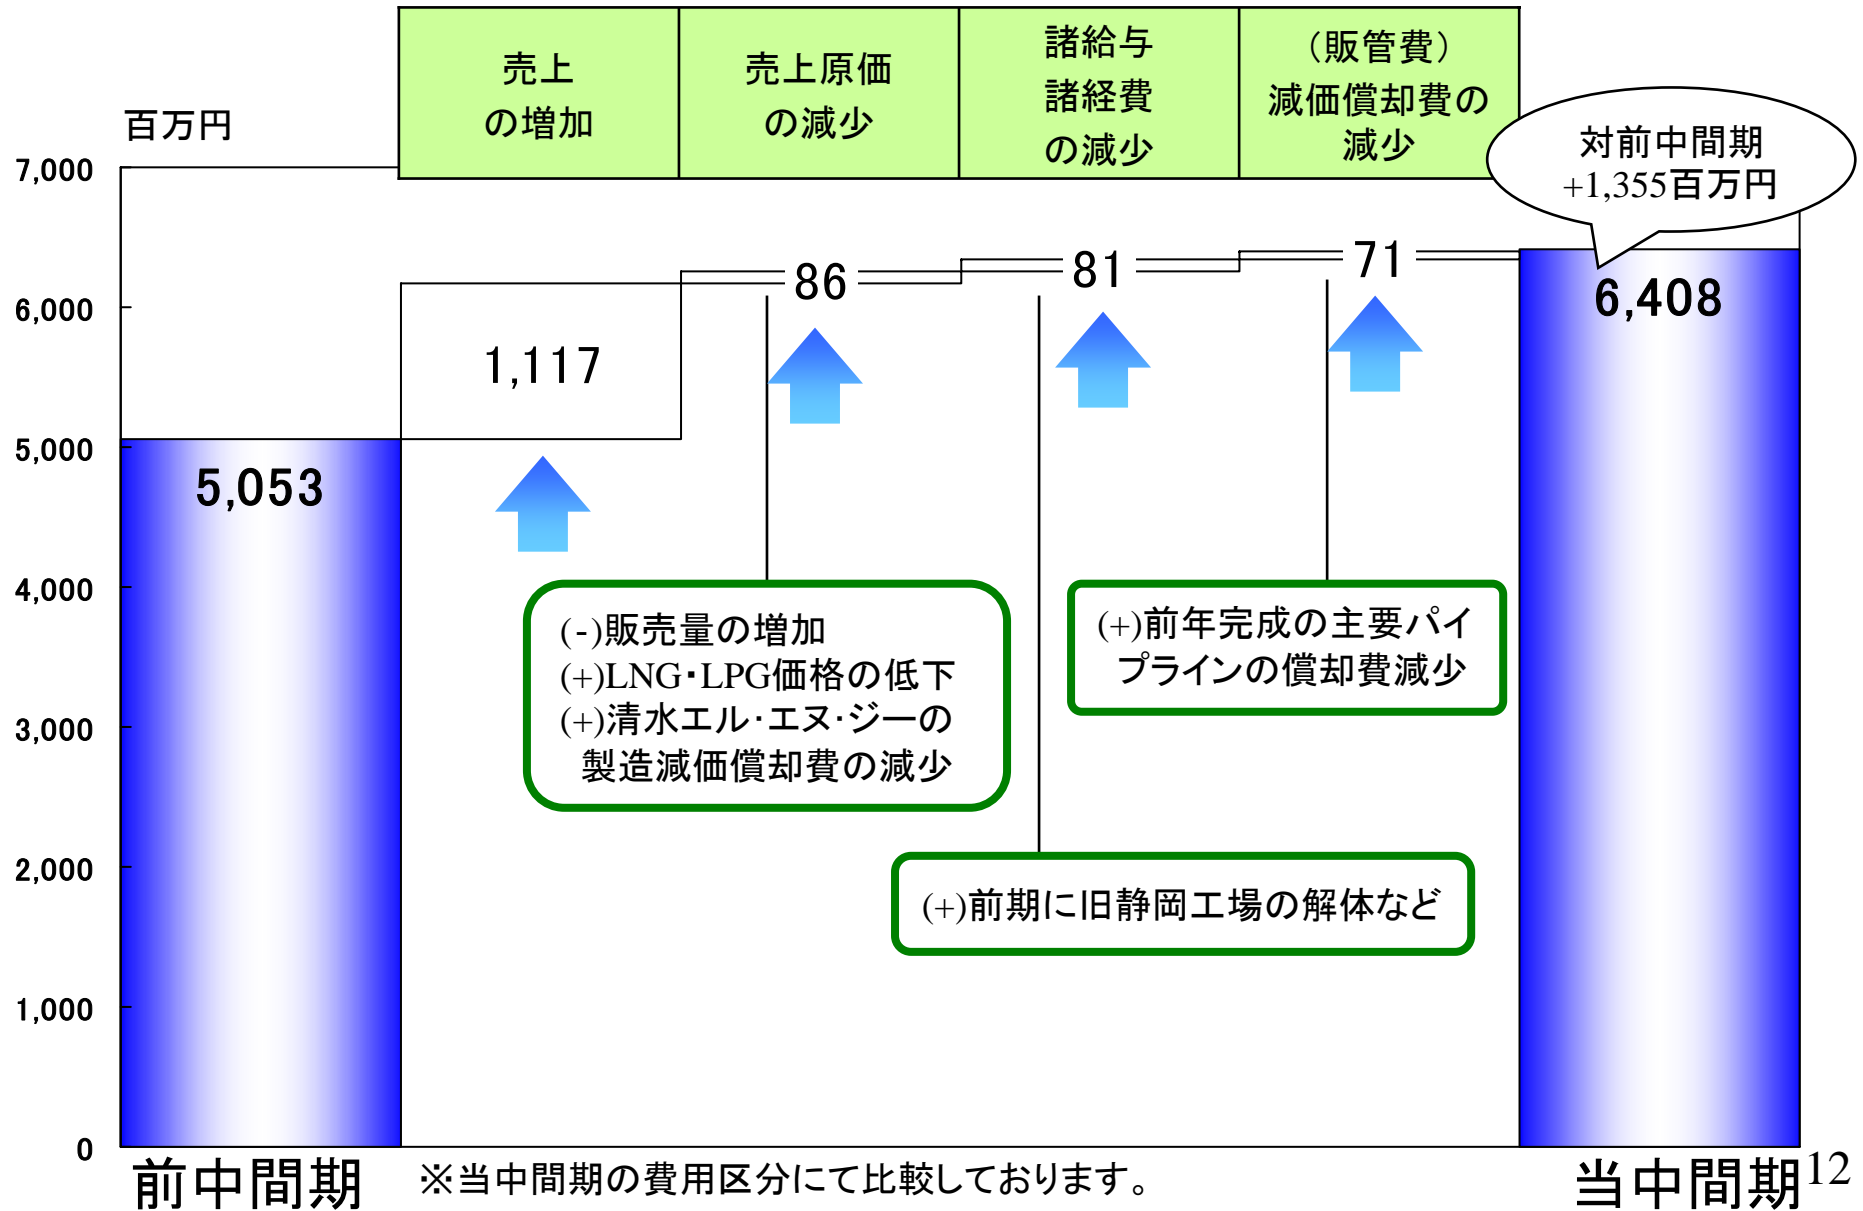 売上
の増加
売上原価
の減少
諸給与
諸経費
の減少
（販管費）
減価償却費の
減少
百万円
対前中間期
+1,355百万円
7,000
6,000
5,000
4,000
3,000
2,000
1,000
0
5,053
1,117
86
81
71
6,408
(-)販売量の増加
(+)LNG・LPG価格の低下
(+)清水エル・エヌ・ジーの
製造減価償却費の減少
(+)前年完成の主要パイ
プラインの償却費減少
(+)前期に旧静岡工場の解体など
前中間期
※当中間期の費用区分にて比較しております。
当中間期
12